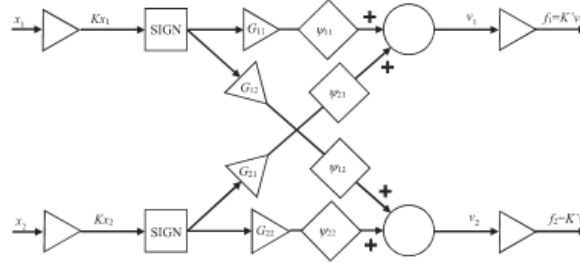 x₁ Kx₁ SIGN G₁₁ ψ₁₁ + v₁ f₁=K'v
+
G₁₂ ψ₂₁
G₂₁ ψ₁₂
+
x₂ Kx₂ SIGN G₂₂ ψ₂₂ + v₂ f₂=K'